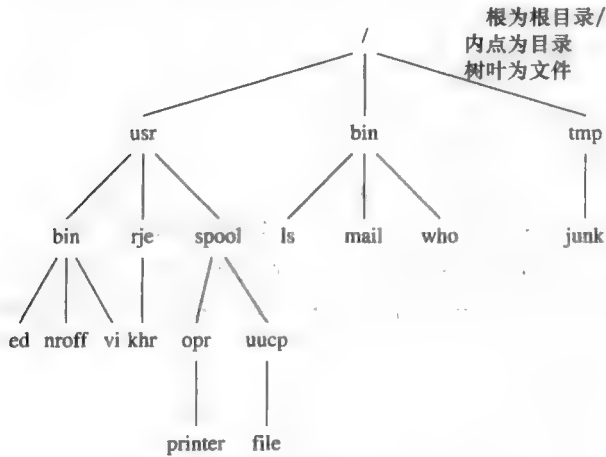 根为根目录/
/
内点为目录
树叶为文件
usr bin tmp
bin rje spool ls mail who junk
ed nroff vi khr opr uucp
printer file